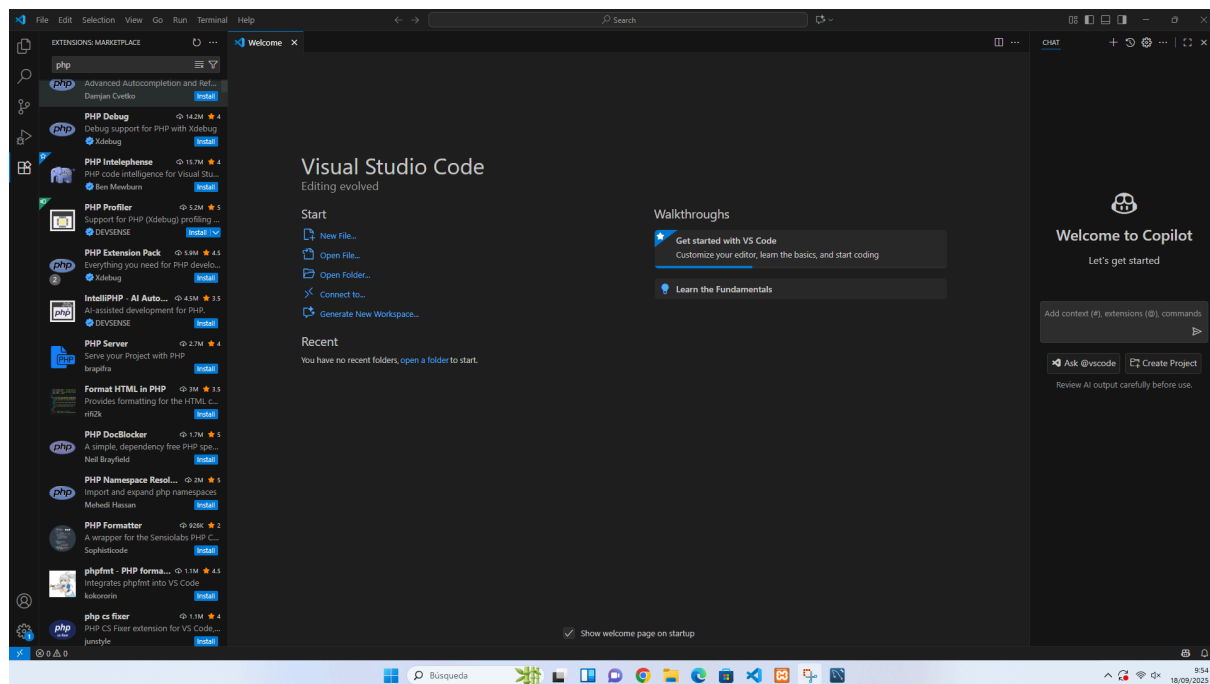 File Edit Selection View Go Run Terminal Help
Search
EXTENSIONS: MARKETPLACE
php
Advanced Autocompletion and Ref...
Damjan Cvetko
Install
PHP Debug 14.2M 4
Debug support for PHP with Xdebug
Xdebug
Install
PHP Intelephense 15.7M 4
PHP code intelligence for Visual Stu...
Ben Mewburn
Install
PHP Profiler 5.2M 5
Support for PHP (Xdebug) profiling ...
DEVSENSE
Install
PHP Extension Pack 5.9M 4.5
Everything you need for PHP develo...
2
Xdebug
Install
IntelliPHP - AI Auto... 4.5M 3.5
AI-assisted development for PHP.
DEVSENSE
Install
PHP Server 2.7M 4
Serve your Project with PHP
brapifra
Install
Format HTML in PHP 3M 3.5
Provides formatting for the HTML c...
rifi2k
Install
PHP DocBlocker 1.7M 5
A simple, dependency free PHP spe...
Neil Brayfield
Install
PHP Namespace Resol... 2M 5
Import and expand php namespaces
Mehedi Hassan
Install
PHP Formatter 926K 2
A wrapper for the Sensiolabs PHP C...
Sophisticode
Install
phpfmt - PHP forma... 1.1M 4.5
Integrates phpfmt into VS Code
kokororin
Install
php cs fixer 1.1M 4
PHP CS Fixer extension for VS Code,...
junstyle
Install
Welcome
Visual Studio Code
Editing evolved
Start
New File...
Open File...
Open Folder...
Connect to...
Generate New Workspace...
Recent
You have no recent folders, open a folder to start.
Walkthroughs
Get started with VS Code
Customize your editor, learn the basics, and start coding
Learn the Fundamentals
Show welcome page on startup
CHAT
Welcome to Copilot
Let's get started
Add context (#), extensions (@), commands
Ask @vscode
Create Project
Review AI output carefully before use.
1
0 0 0
Búsqueda
9:54
18/09/2025